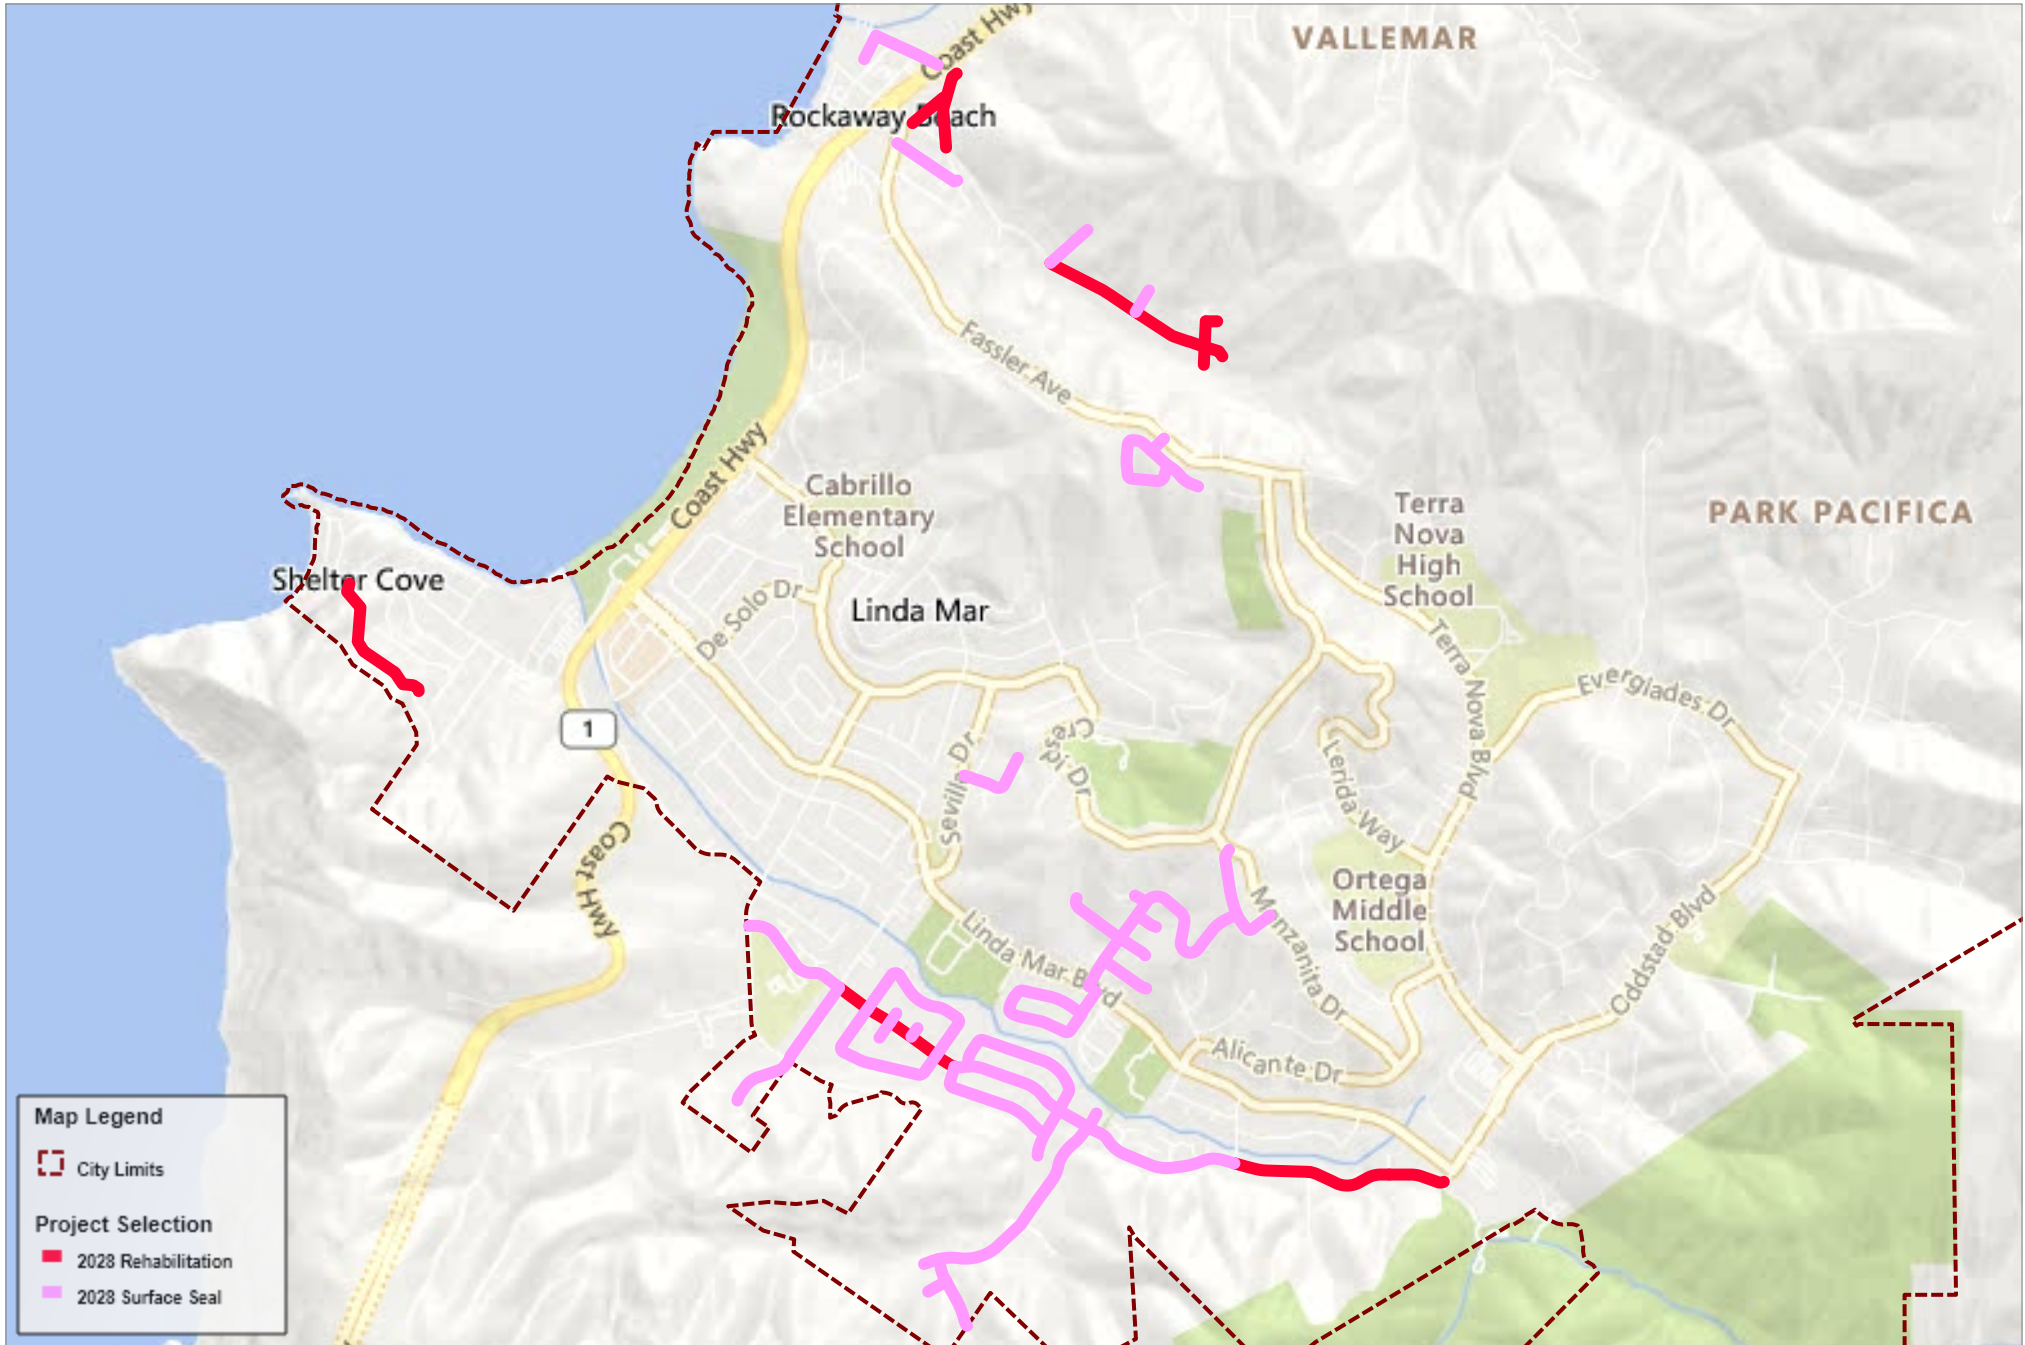 Coast Hwy
VALLEMAR
Rockaway Beach
Fassler Ave
Coast Hwy
Cabrillo
Elementary
School
Terra
Nova
High
School
PARK PACIFICA
Shelter Cove
De Solo Dr
Linda Mar
Terra Nova Blvd
Everglades Dr
1
Crespi Dr
Seville Dr
Lerida Way
Coast Hwy
Ortega
Middle
School
Manzanita Dr
Linda Mar Blvd
Oddstad Blvd
Alicante Dr
Map Legend
City Limits
Project Selection
2028 Rehabilitation
2028 Surface Seal